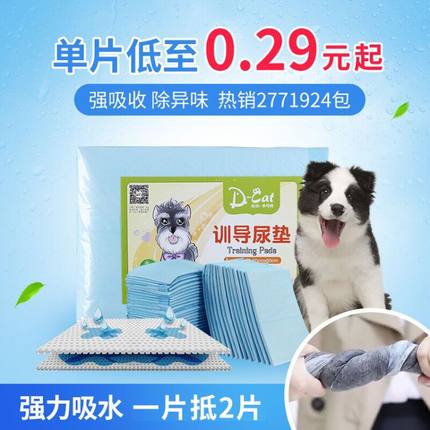 单片低至0.29元起
强吸收 除异味 热销2771924包
D-Cat
训导尿垫
Training Pads
强力吸水 一片抵2片